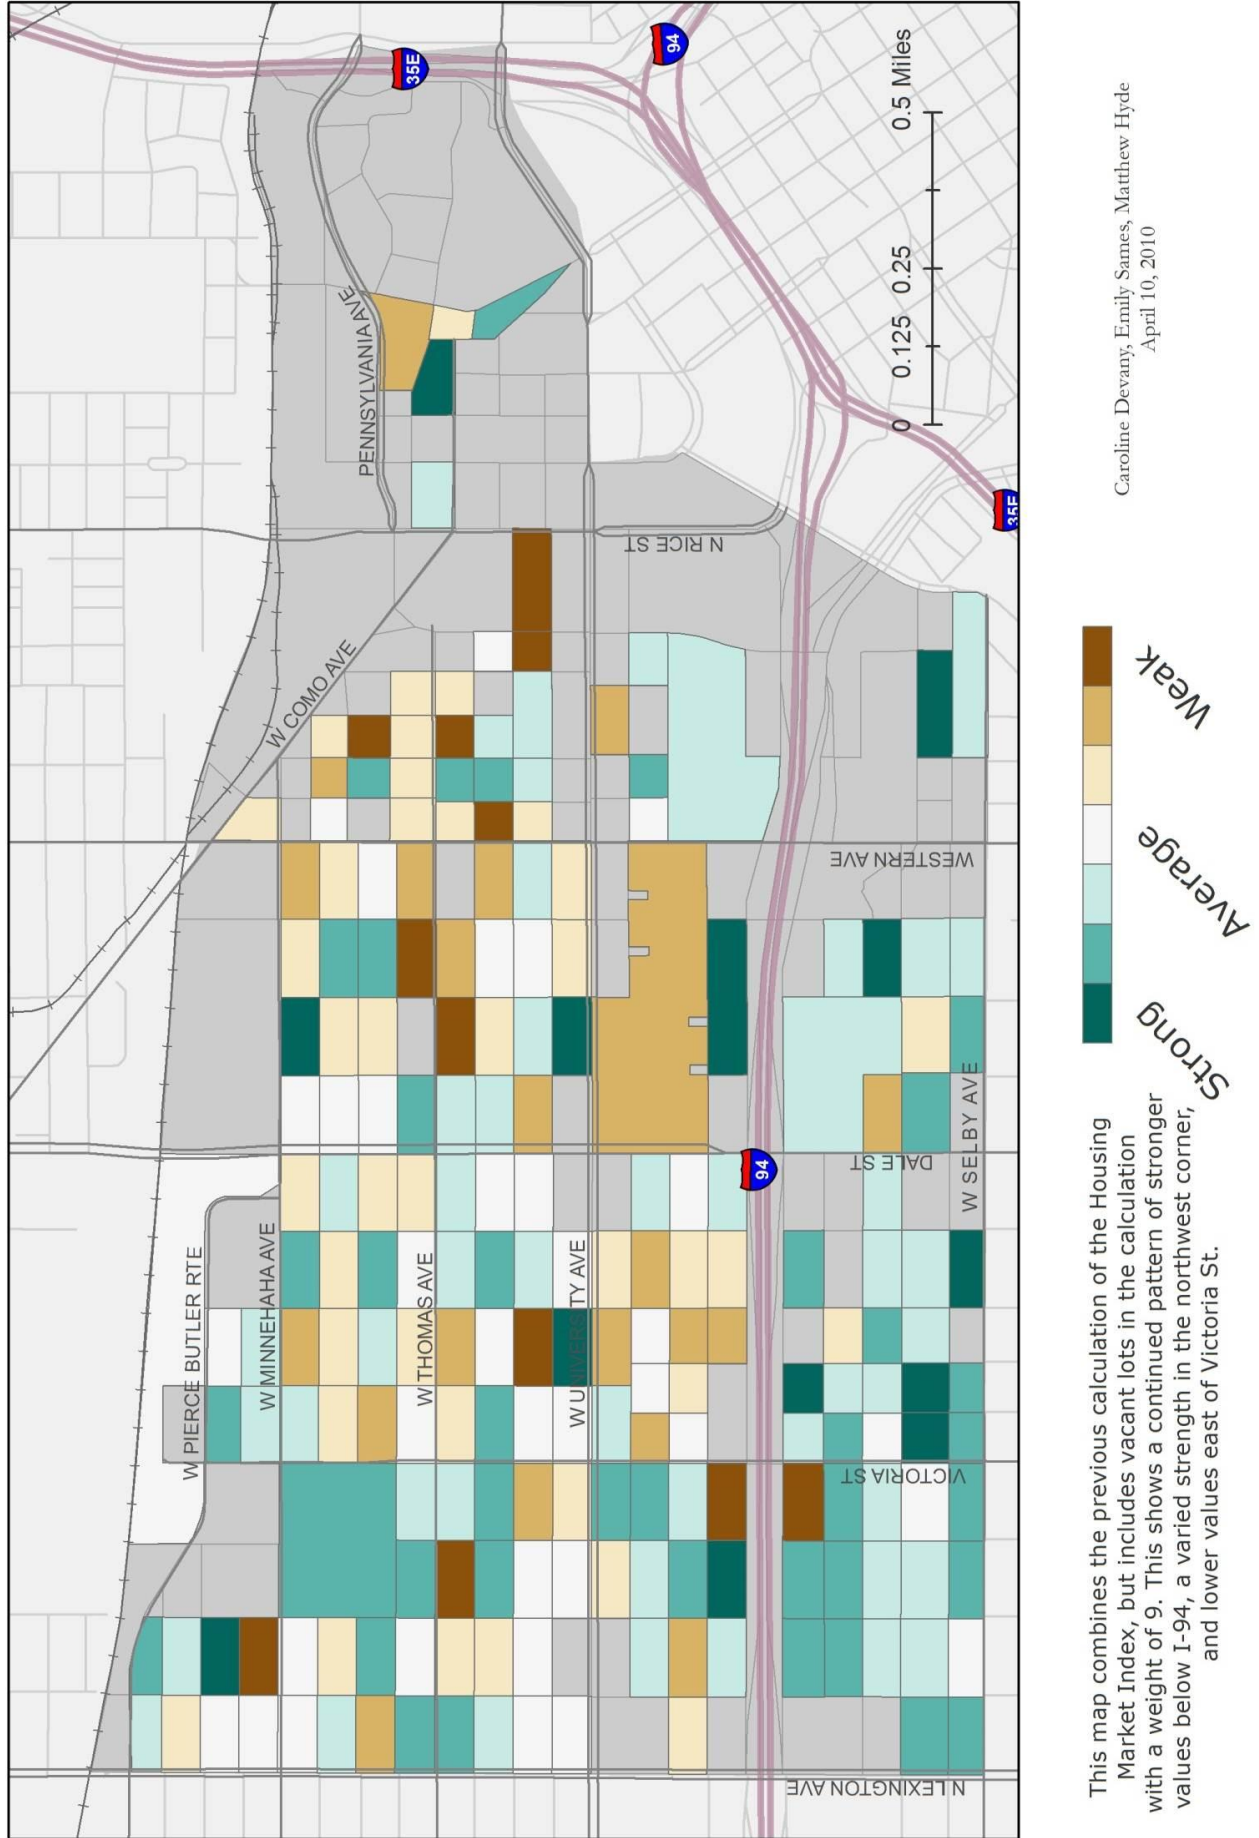 35E
94
PENNSYLVANIA AVE
N RICE ST
W COMO AVE
WESTERN AVE
W PIERCE BUTLER RTE
W MINNEHAHA AVE
W THOMAS AVE
W UNIVERSITY AVE
94
DALE ST
W SELBY AVE
VICTORIA ST
N LEXINGTON AVE
35E
0 0.125 0.25 0.5 Miles
This map combines the previous calculation of the Housing
Market Index, but includes vacant lots in the calculation
with a weight of 9. This shows a continued pattern of stronger
values below I-94, a varied strength in the northwest corner,
and lower values east of Victoria St.
Strong
Average
Weak
Caroline Devany, Emily Sames, Matthew Hyde
April 10, 2010